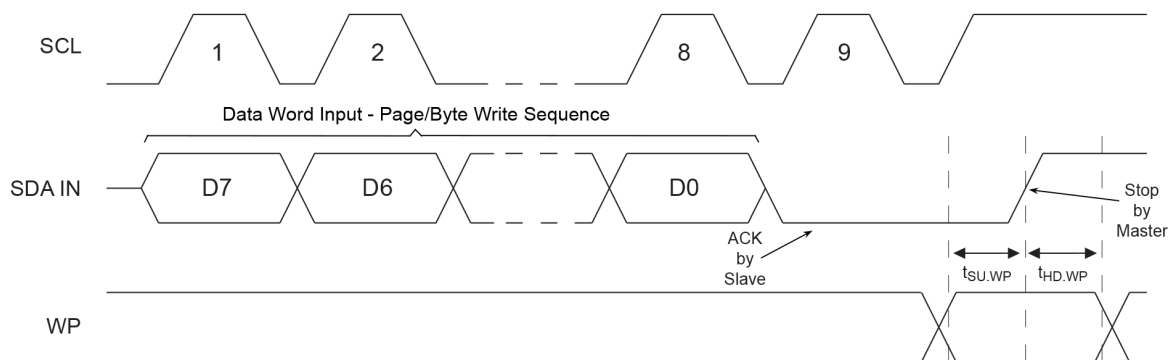 SCL
1
2
8
9
Data Word Input - Page/Byte Write Sequence
SDA IN
D7
D6
D0
ACK
by
Slave
Stop
by
Master
tSU.WP
tHD.WP
WP